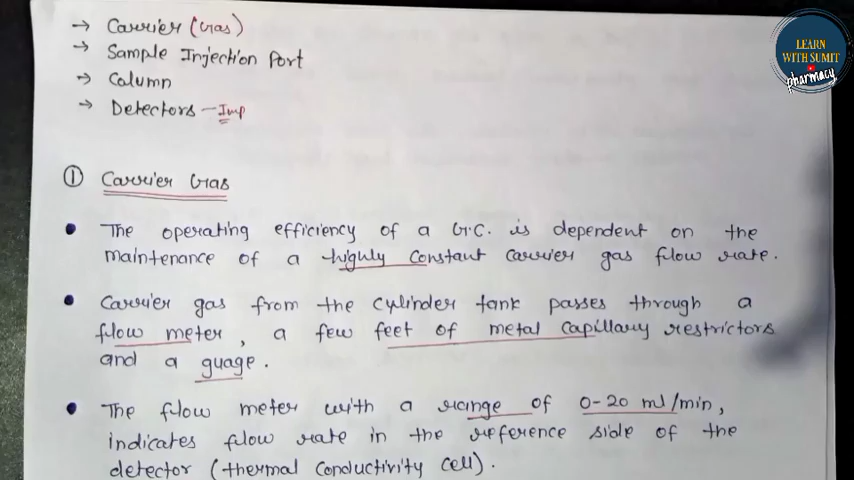 → Carrier (Gas)
→ Sample Injection Port
→ Column
→ Detectors - Imp
① Carrier Gas
• The operating efficiency of a G.C. is dependent on the
maintenance of a highly constant carrier gas flow rate.
• Carrier gas from the cylinder tank passes through a
flow meter, a few feet of metal capillary restrictors
and a guage.
• The flow meter with a range of 0-20 ml/min,
indicates flow rate in the reference side of the
detector (thermal conductivity cell).
LEARN
WITH SUMIT
pharmacy